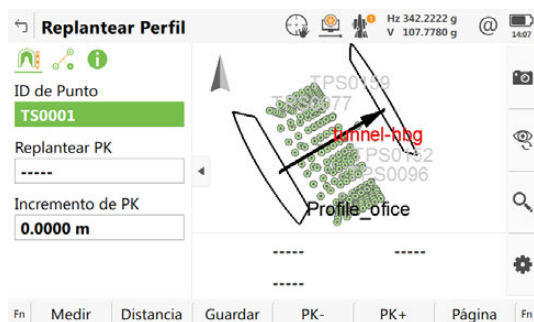 Replantear Perfil
Hz 342.2222 g
V 107.7780 g
@
14:07
ID de Punto
TS0001
Replantear PK
-----
Incremento de PK
0.0000 m
TPS0159
tunnel-hbg
TPS0152
TPS0096
Profile_ofice
----- -----
-----
Fn Medir Distancia Guardar PK- PK+ Página Fn